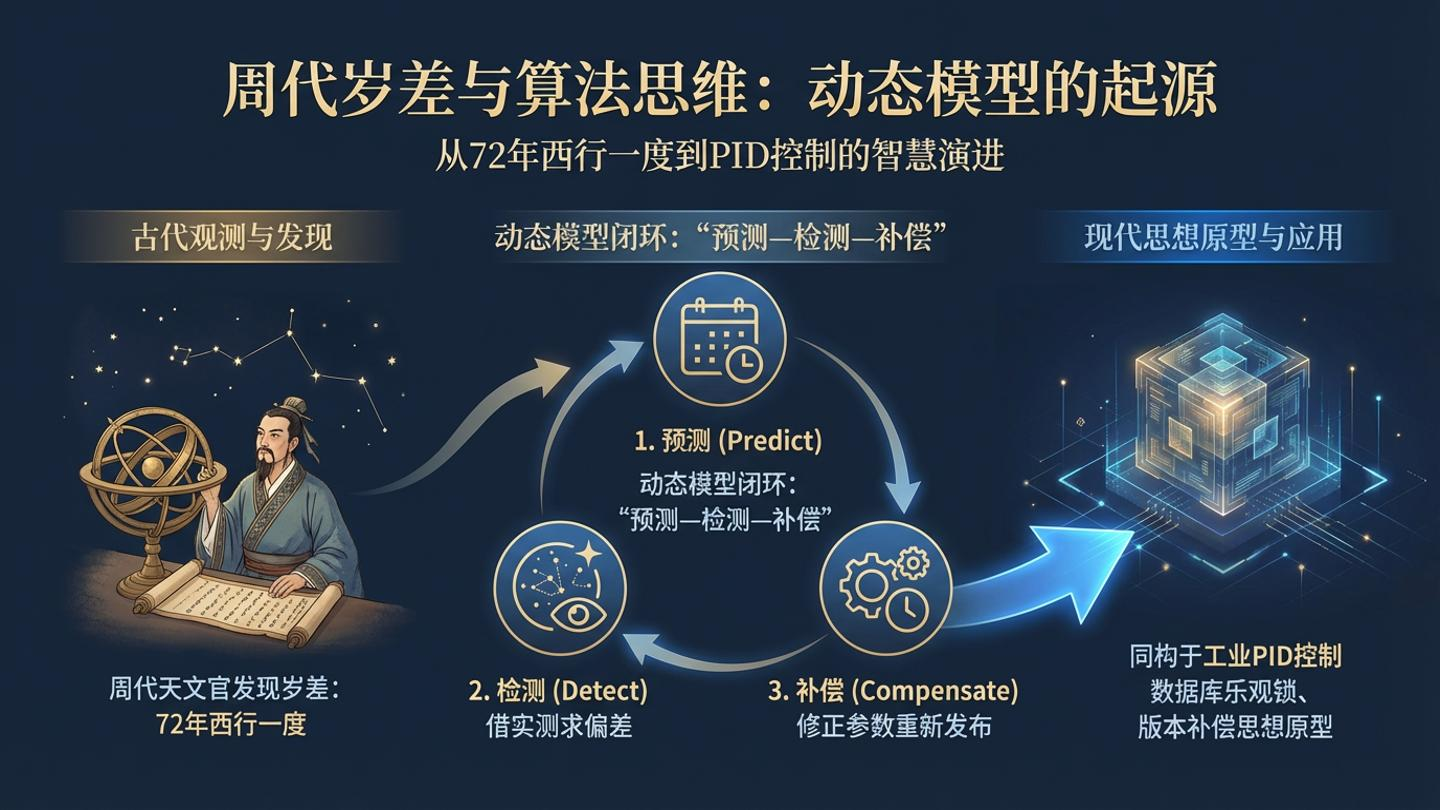 周代岁差与算法思维：动态模型的起源
从72年西行一度到PID控制的智慧演进
古代观测与发现
周代天文官发现岁差：
72年西行一度
动态模型闭环：“预测—检测—补偿”
1. 预测 (Predict)
动态模型闭环：
“预测—检测—补偿”
2. 检测 (Detect)
借实测求偏差
3. 补偿 (Compensate)
修正参数重新发布
现代思想原型与应用
同构于工业PID控制
数据库乐观锁、
版本补偿思想原型